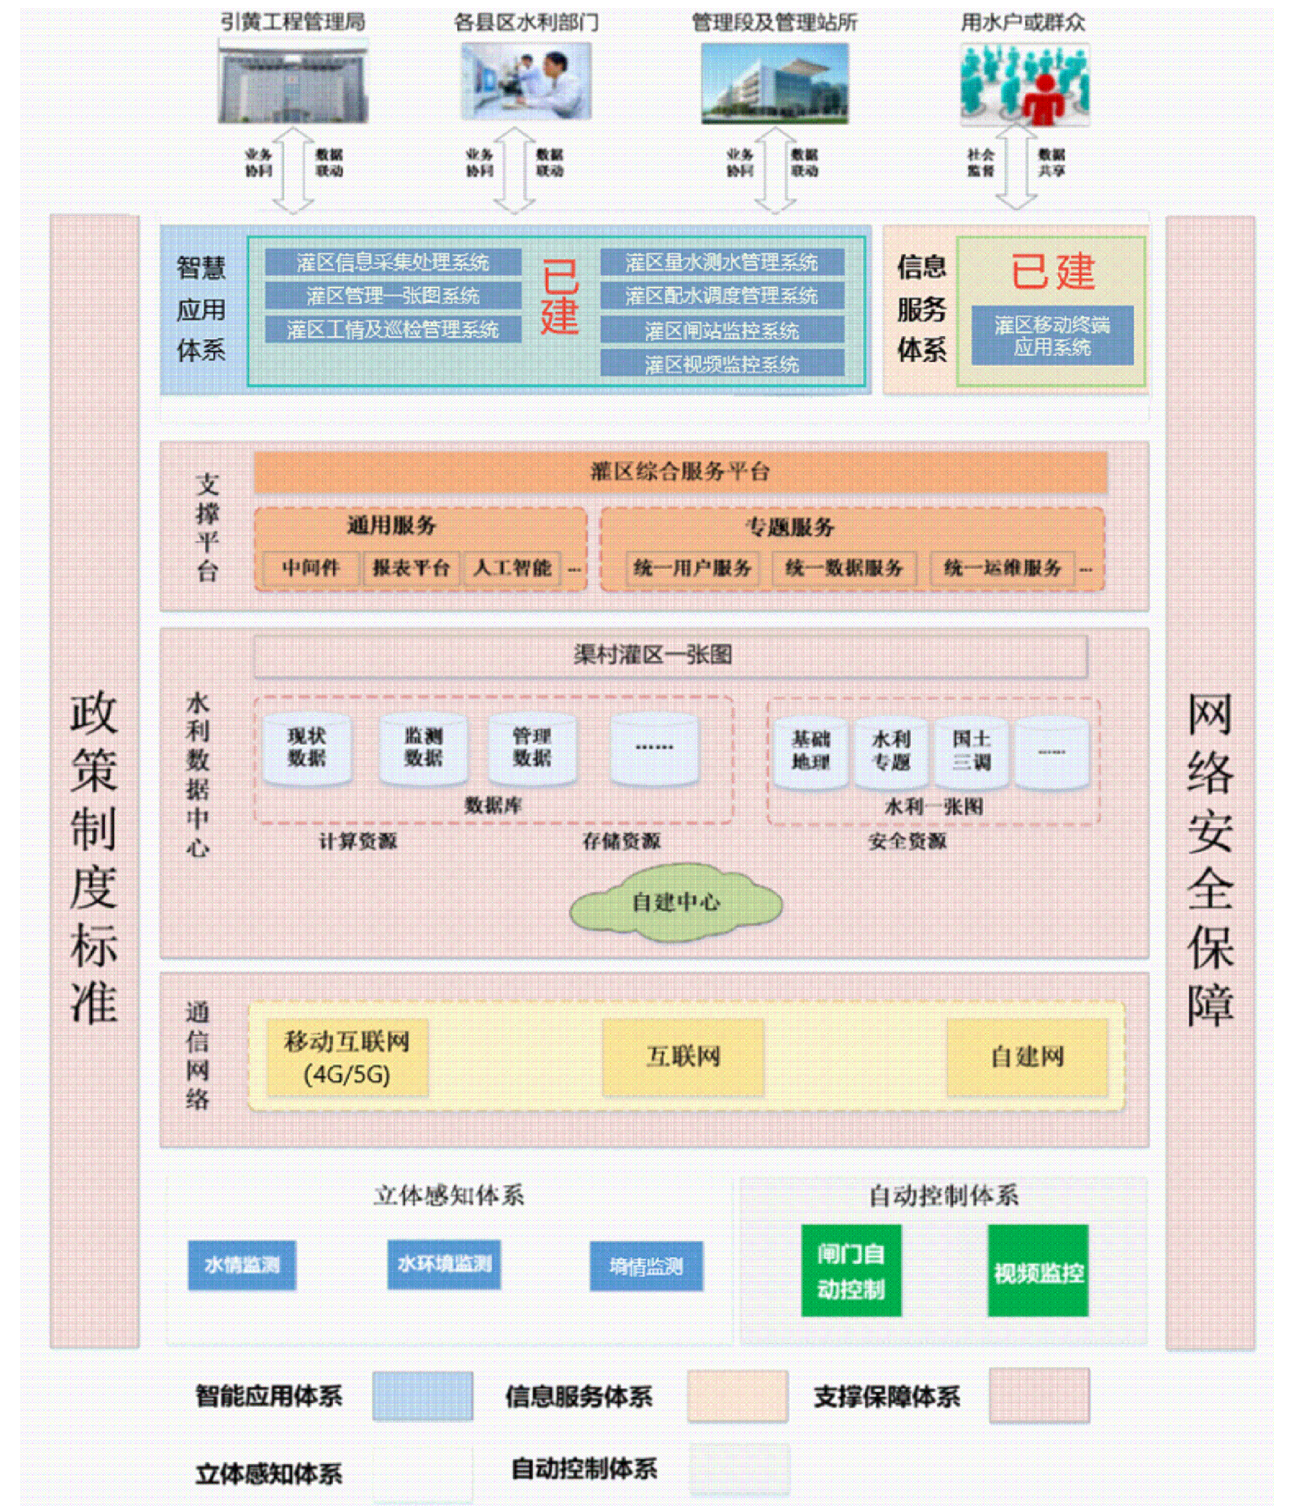 引黄工程管理局
各县区水利部门
管理段及管理站所
用水户或群众
业务
协同
数据
联动
业务
协同
数据
联动
业务
协同
数据
联动
社会
监督
数据
共享
智慧
应用
体系
灌区信息采集处理系统
灌区管理一张图系统
灌区工情及巡检管理系统
已
建
灌区量水测水管理系统
灌区配水调度管理系统
灌区闸站监控系统
灌区视频监控系统
信息
服务
体系
已建
灌区移动终端
应用系统
政策制度标准
网络安全保障
支撑平台
灌区综合服务平台
通用服务
中间件
报表平台
人工智能
...
专题服务
统一用户服务
统一数据服务
统一运维服务
...
水利数据中心
渠村灌区一张图
现状
数据
监测
数据
管理
数据
......
数据库
基础
地理
水利
专题
国土
三调
......
水利一张图
计算资源
存储资源
安全资源
自建中心
通信网络
移动互联网
(4G/5G)
互联网
自建网
立体感知体系
水情监测
水环境监测
墒情监测
自动控制体系
闸门自
动控制
视频监控
智能应用体系
信息服务体系
支撑保障体系
立体感知体系
自动控制体系